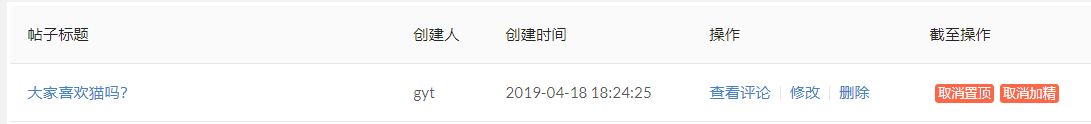 帖子标题 创建人 创建时间 操作 截至操作
大家喜欢猫吗? gyt 2019-04-18 18:24:25 查看评论 修改 删除 取消置顶 取消加精